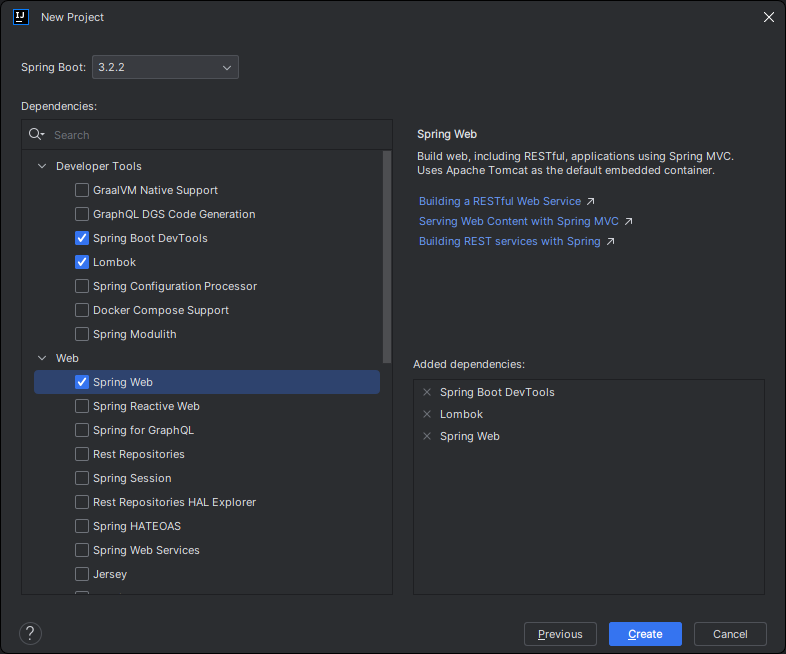 New Project
Spring Boot: 3.2.2
Dependencies:
Search
Developer Tools
GraalVM Native Support
GraphQL DGS Code Generation
Spring Boot DevTools
Lombok
Spring Configuration Processor
Docker Compose Support
Spring Modulith
Web
Spring Web
Spring Reactive Web
Spring for GraphQL
Rest Repositories
Spring Session
Rest Repositories HAL Explorer
Spring HATEOAS
Spring Web Services
Jersey
Spring Web
Build web, including RESTful, applications using Spring MVC.
Uses Apache Tomcat as the default embedded container.
Building a RESTful Web Service ↗
Serving Web Content with Spring MVC ↗
Building REST services with Spring ↗
Added dependencies:
Spring Boot DevTools
Lombok
Spring Web
?
Previous Create Cancel